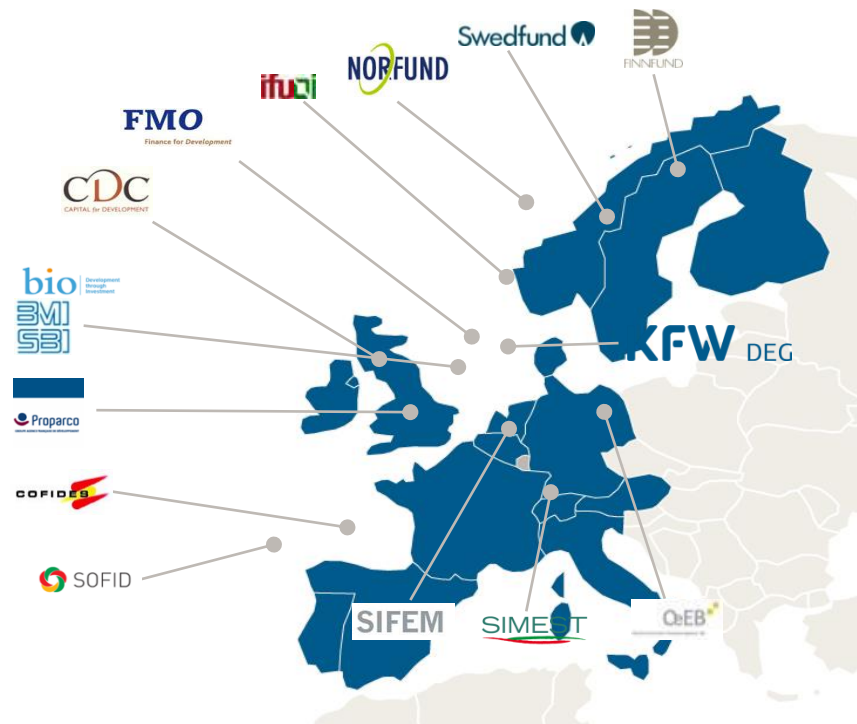 Swedfund
FINNFUND
NORFUND
ifu
FMO
Finance for Development
CDC
CAPITAL for DEVELOPMENT
bio
Development
through
Investment
BMI
SBI
KFW DEG
Proparco
COFIDES
SOFID
SIFEM
SIMEST
OeEB